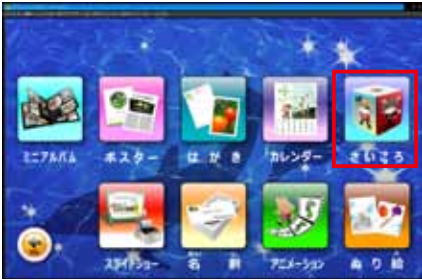 ミニアルバム
ポスター
はがき
カレンダー
さいころ
スライドショー
名刺
アニメーション
ぬり絵